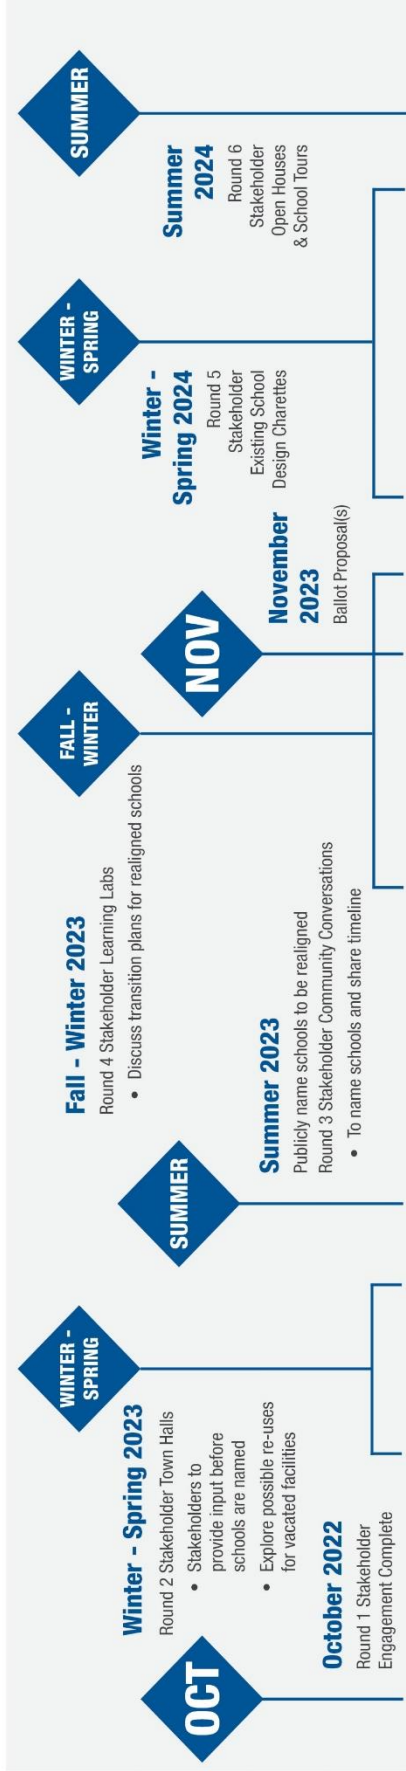 OCT
October 2022
Round 1 Stakeholder
Engagement Complete
WINTER -
SPRING
Winter - Spring 2023
Round 2 Stakeholder Town Halls
• Stakeholders to
provide input before
schools are named
• Explore possible re-uses
for vacated facilities
SUMMER
Summer 2023
Publicly name schools to be realigned
Round 3 Stakeholder Community Conversations
• To name schools and share timeline
FALL -
WINTER
Fall - Winter 2023
Round 4 Stakeholder Learning Labs
• Discuss transition plans for realigned schools
NOV
November
2023
Ballot Proposal(s)
WINTER -
SPRING
Winter -
Spring 2024
Round 5
Stakeholder
Existing School
Design Charettes
SUMMER
Summer
2024
Round 6
Stakeholder
Open Houses
& School Tours